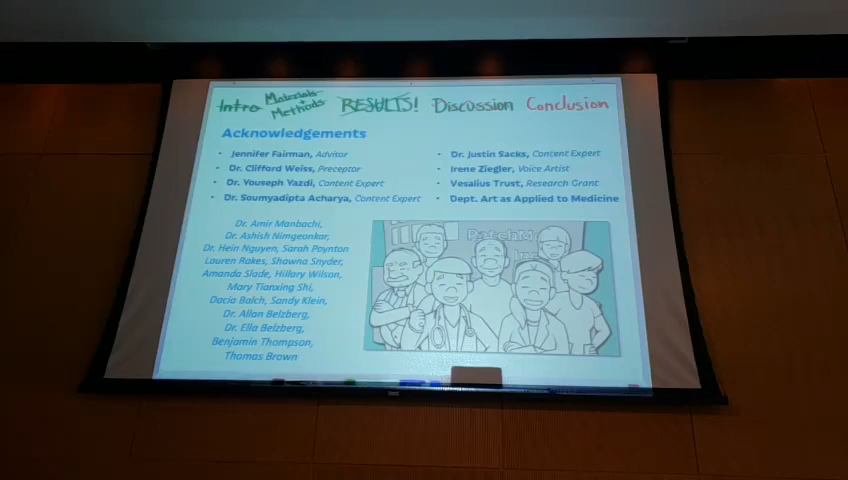 Intro Materials + Methods RESULTS! Discussion Conclusion
Acknowledgements
• Jennifer Fairman, Advisor
• Dr. Clifford Weiss, Preceptor
• Dr. Youseph Yazdi, Content Expert
• Dr. Soumyadipta Acharya, Content Expert
• Dr. Justin Sacks, Content Expert
• Irene Ziegler, Voice Artist
• Vesalius Trust, Research Grant
• Dept. Art as Applied to Medicine
Dr. Amir Manbachi,
Dr. Ashish Nimgaonkar,
Dr. Hein Nguyen, Sarah Poynton
Lauren Rakes, Shawna Snyder,
Amanda Slade, Hillary Wilson,
Mary Tianxing Shi,
Dacia Balch, Sandy Klein,
Dr. Allan Belzberg,
Dr. Ella Belzberg,
Benjamin Thompson,
Thomas Brown